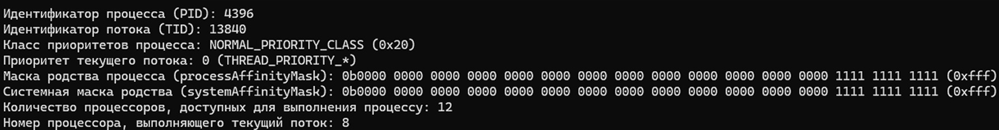 Идентификатор процесса (PID): 4396
Идентификатор потока (TID): 13840
Класс приоритетов процесса: NORMAL_PRIORITY_CLASS (0x20)
Приоритет текущего потока: 0 (THREAD_PRIORITY_*)
Маска родства процесса (processAffinityMask): 0b0000 0000 0000 0000 0000 0000 0000 0000 0000 0000 0000 0000 0000 1111 1111 1111 (0xfff)
Системная маска родства (systemAffinityMask): 0b0000 0000 0000 0000 0000 0000 0000 0000 0000 0000 0000 0000 0000 1111 1111 1111 (0xfff)
Количество процессоров, доступных для выполнения процессу: 12
Номер процессора, выполняющего текущий поток: 8